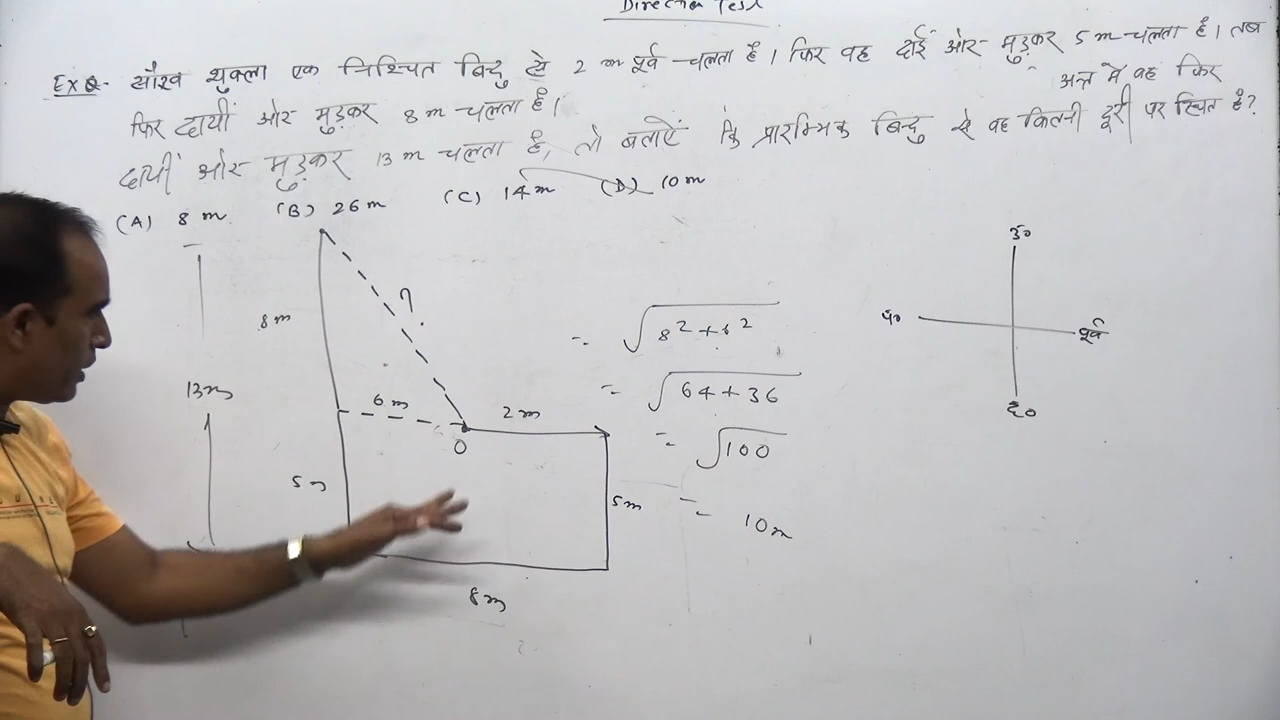 Direction Test
Ex Q- सौरव शुक्ला एक निश्चित बिन्दु से 2 m पूर्व चलता है। फिर वह दाईं ओर मुड़कर 5 m चलता है। तब
फिर दायीं ओर मुड़कर 8 m चलता है। अन्त में वह फिर
दायीं ओर मुड़कर 13 m चलता है, तो बताऐं कि प्रारम्भिक बिन्दु से वह कितनी दूरी पर स्थित है?
(A) 8 m (B) 26 m (C) 14 m (D) 10 m
उ०
प०
पूर्व
द०
8 m
?
13 m
6 m
2 m
O
5 m
5 m
8 m
= √8² + 6²
= √64 + 36
= √100
= 10 m